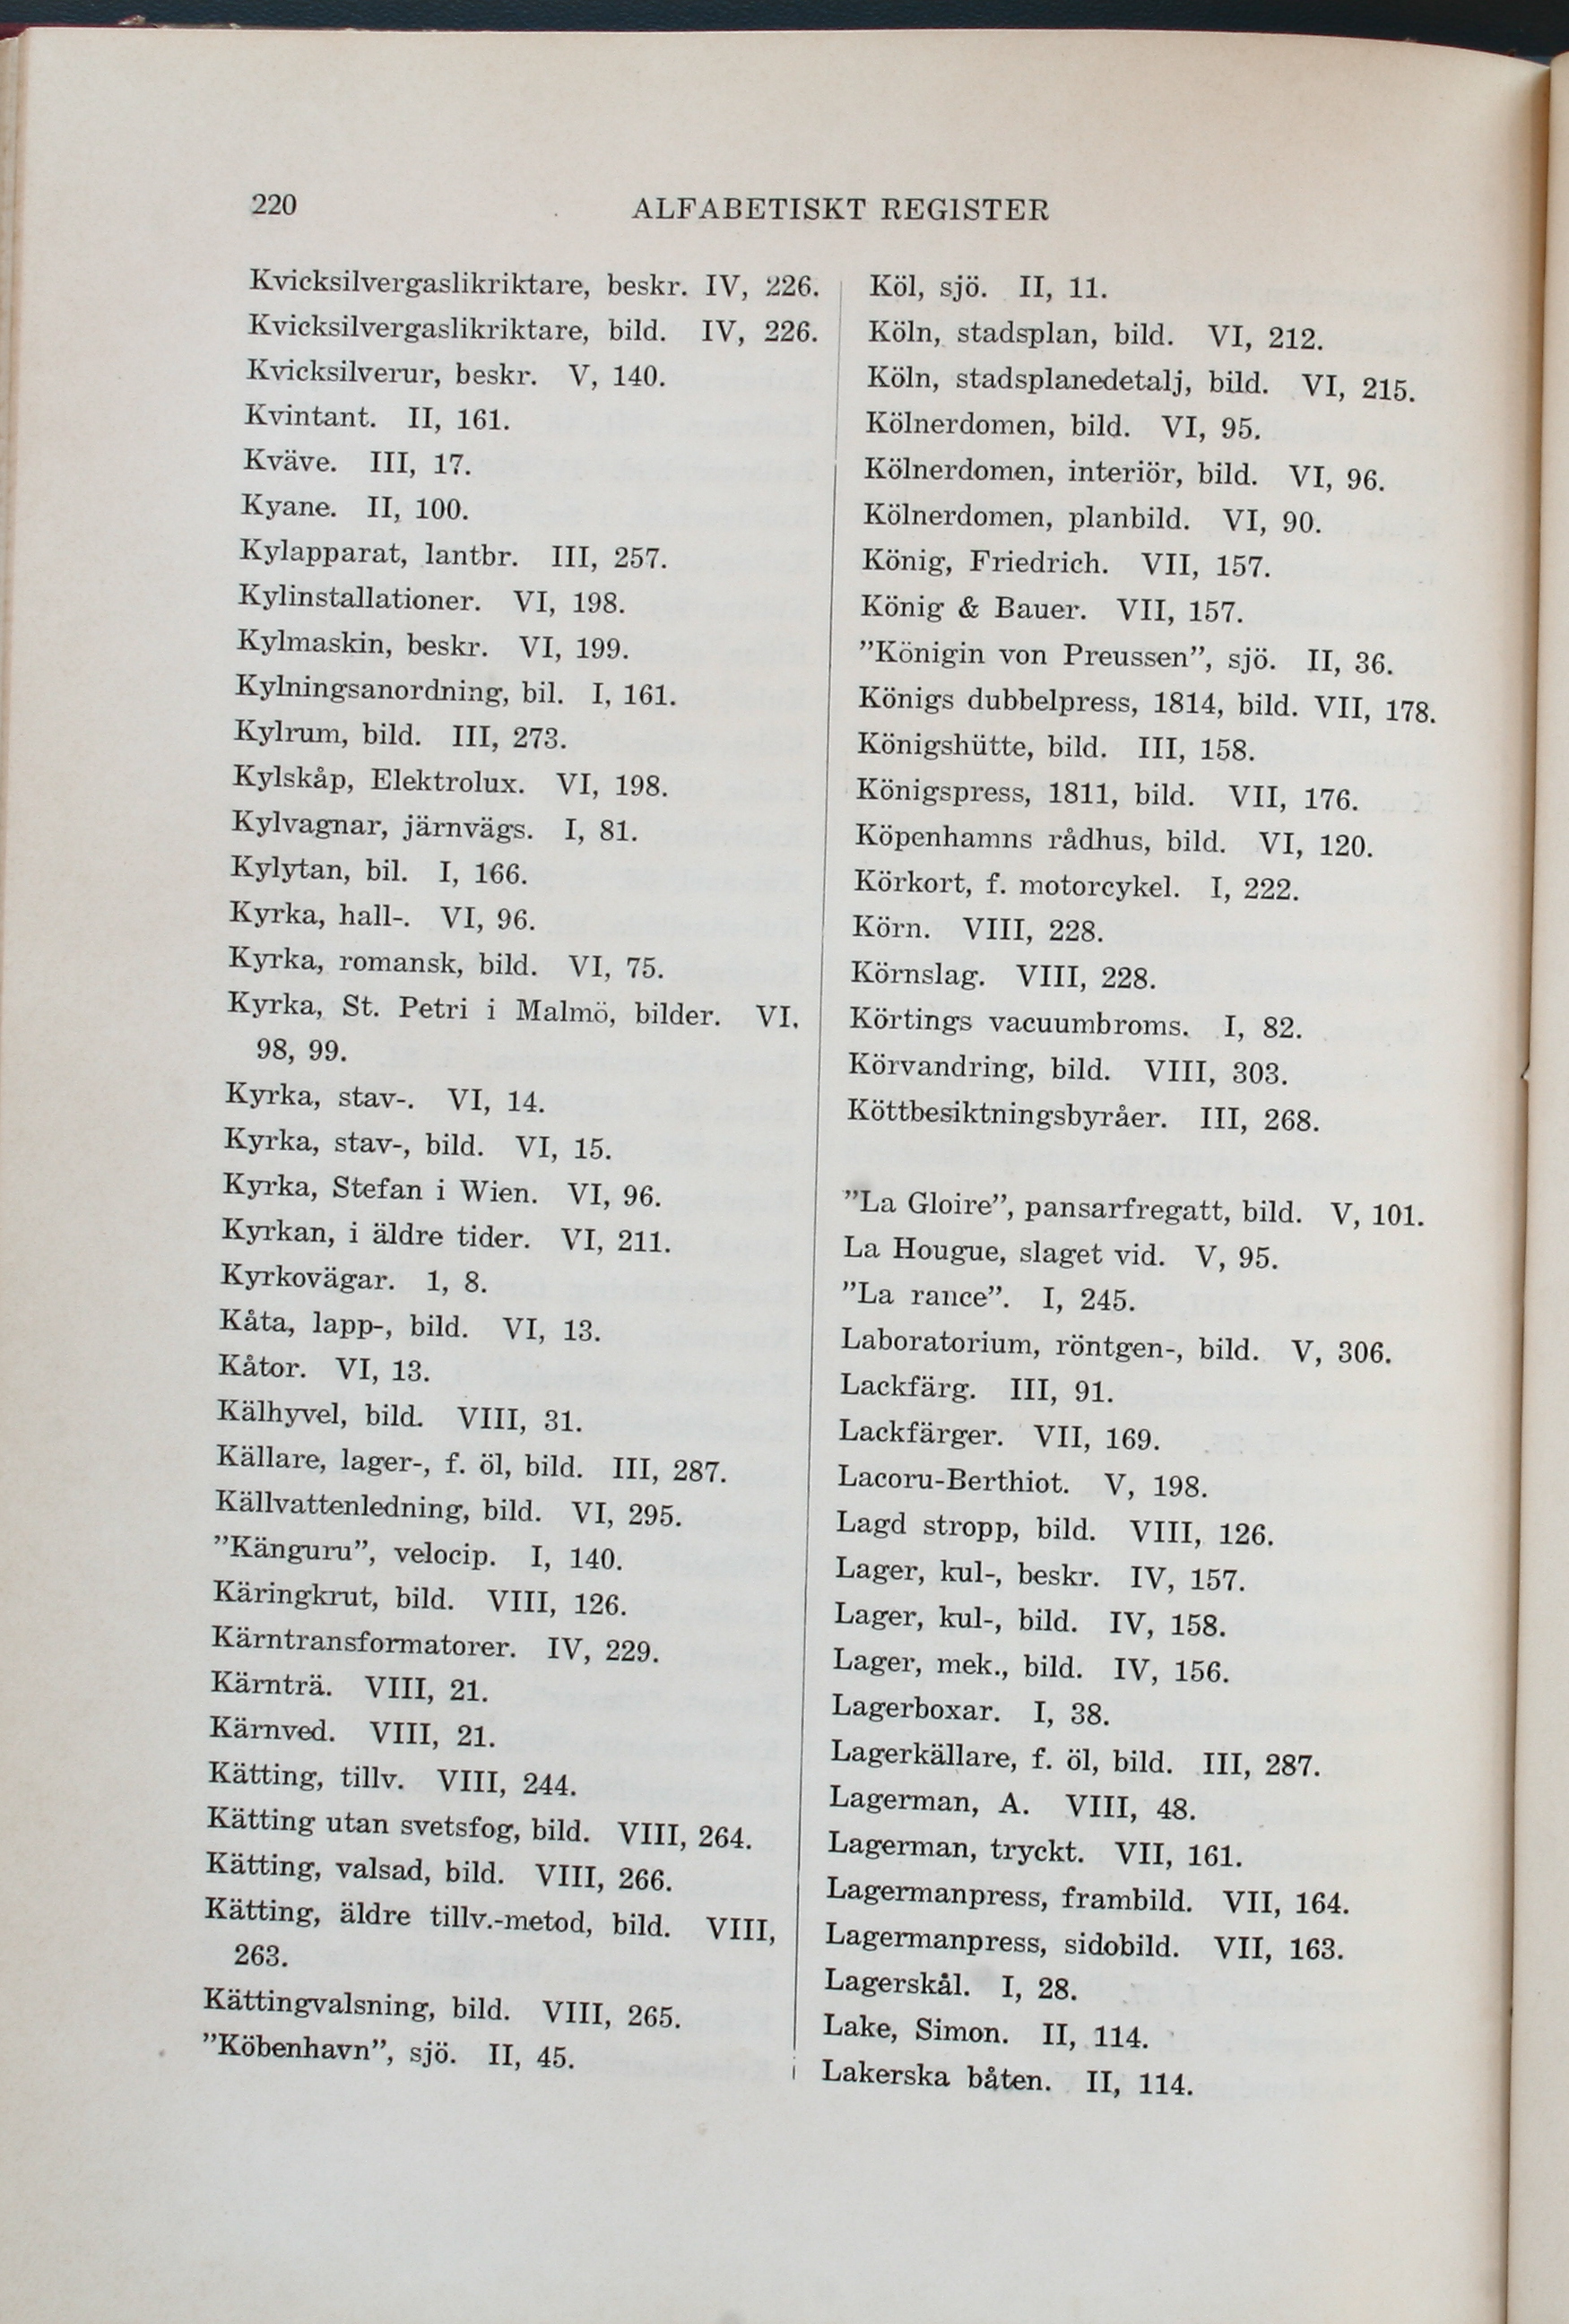 220
ALFABETISKT REGISTER
Kvicksilvergaslikriktare, beskr. IV, 226.
Kvicksilvergaslikriktare, bild. IV, 226.
Kvicksilverur, beskr. V, 140.
Kvintant. II, 161.
Kväve. III, 17.
Kyane. II, 100.
Kylapparat, lantbr. III, 257.
Kylinstallationer. VI, 198.
Kylmaskin, beskr. VI, 199.
Kylningsanordning, bil. I, 161.
Kylrum, bild. III, 273.
Kylskåp, Elektrolux. VI, 198.
Kylvagnar, järnvägs. I, 81.
Kylytan, bil. I, 166.
Kyrka, hall-. VI, 96.
Kyrka, romansk, bild. VI, 75.
Kyrka, St. Petri i Malmö, bilder. VI,
98, 99.
Kyrka, stav-. VI, 14.
Kyrka, stav-, bild. VI, 15.
Kyrka, Stefan i Wien. VI, 96.
Kyrkan, i äldre tider. VI, 211.
Kyrkovägar. 1, 8.
Kåta, lapp-, bild. VI, 13.
Kåtor. VI, 13.
Kälhyvel, bild. VIII, 31.
Källare, lager-, f. öl, bild. III, 287.
Källvattenledning, bild. VI, 295.
”Känguru”, velocip. I, 140.
Käringkrut, bild. VIII, 126.
Kärntransformatorer. IV, 229.
Kärnträ. VIII, 21.
Kärnved. VIII, 21.
Kätting, tillv. VIII, 244.
Kätting utan svetsfog, bild. VIII, 264.
Kätting, valsad, bild. VIII, 266.
Kätting, äldre tillv.-metod, bild. VIII,
263.
Kättingvalsning, bild. VIII, 265.
”Köbenhavn”, sjö. II, 45.
Köl, sjö. II, 11.
Köln, stadsplan, bild. VI, 212.
Köln, stadsplanedetalj, bild. VI, 215.
Kölnerdomen, bild. VI, 95.
Kölnerdomen, interiör, bild. VI, 96.
Kölnerdomen, planbild. VI, 90.
König, Friedrich. VII, 157.
König & Bauer. VII, 157.
”Königin von Preussen”, sjö. II, 36.
Königs dubbelpress, 1814, bild. VII, 178.
Königshütte, bild. III, 158.
Königspress, 1811, bild. VII, 176.
Köpenhamns rådhus, bild. VI, 120.
Körkort, f. motorcykel. I, 222.
Körn. VIII, 228.
Körnslag. VIII, 228.
Körtings vacuumbroms. I, 82.
Körvandring, bild. VIII, 303.
Köttbesiktningsbyråer. III, 268.
”La Gloire”, pansarfregatt, bild. V, 101.
La Hougue, slaget vid. V, 95.
”La rance”. I, 245.
Laboratorium, röntgen-, bild. V, 306.
Lackfärg. III, 91.
Lackfärger. VII, 169.
Lacoru-Berthiot. V, 198.
Lagd stropp, bild. VIII, 126.
Lager, kul-, beskr. IV, 157.
Lager, kul-, bild. IV, 158.
Lager, mek., bild. IV, 156.
Lagerboxar. I, 38.
Lagerkällare, f. öl, bild. III, 287.
Lagerman, A. VIII, 48.
Lagerman, tryckt. VII, 161.
Lagermanpress, frambild. VII, 164.
Lagermanpress, sidobild. VII, 163.
Lagerskål. I, 28.
Lake, Simon. II, 114.
Lakerska båten. II, 114.